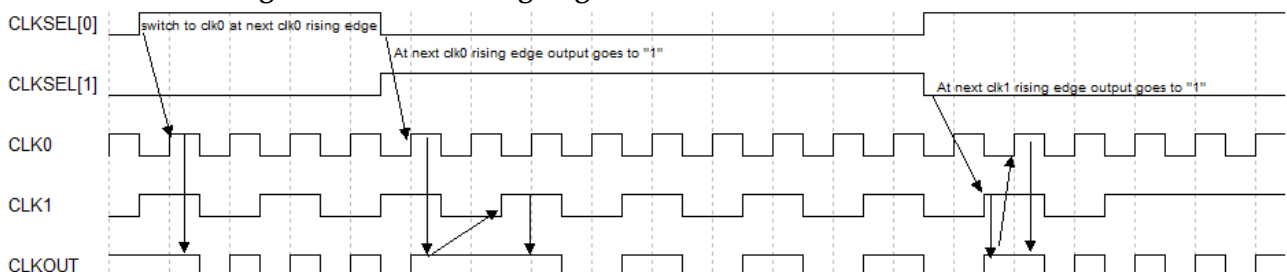 CLKSEL[0]
switch to clk0 at next clk0 rising edge
At next clk0 rising edge output goes to "1"
CLKSEL[1]
At next clk1 rising edge output goes to "1"
CLK0
CLK1
CLKOUT